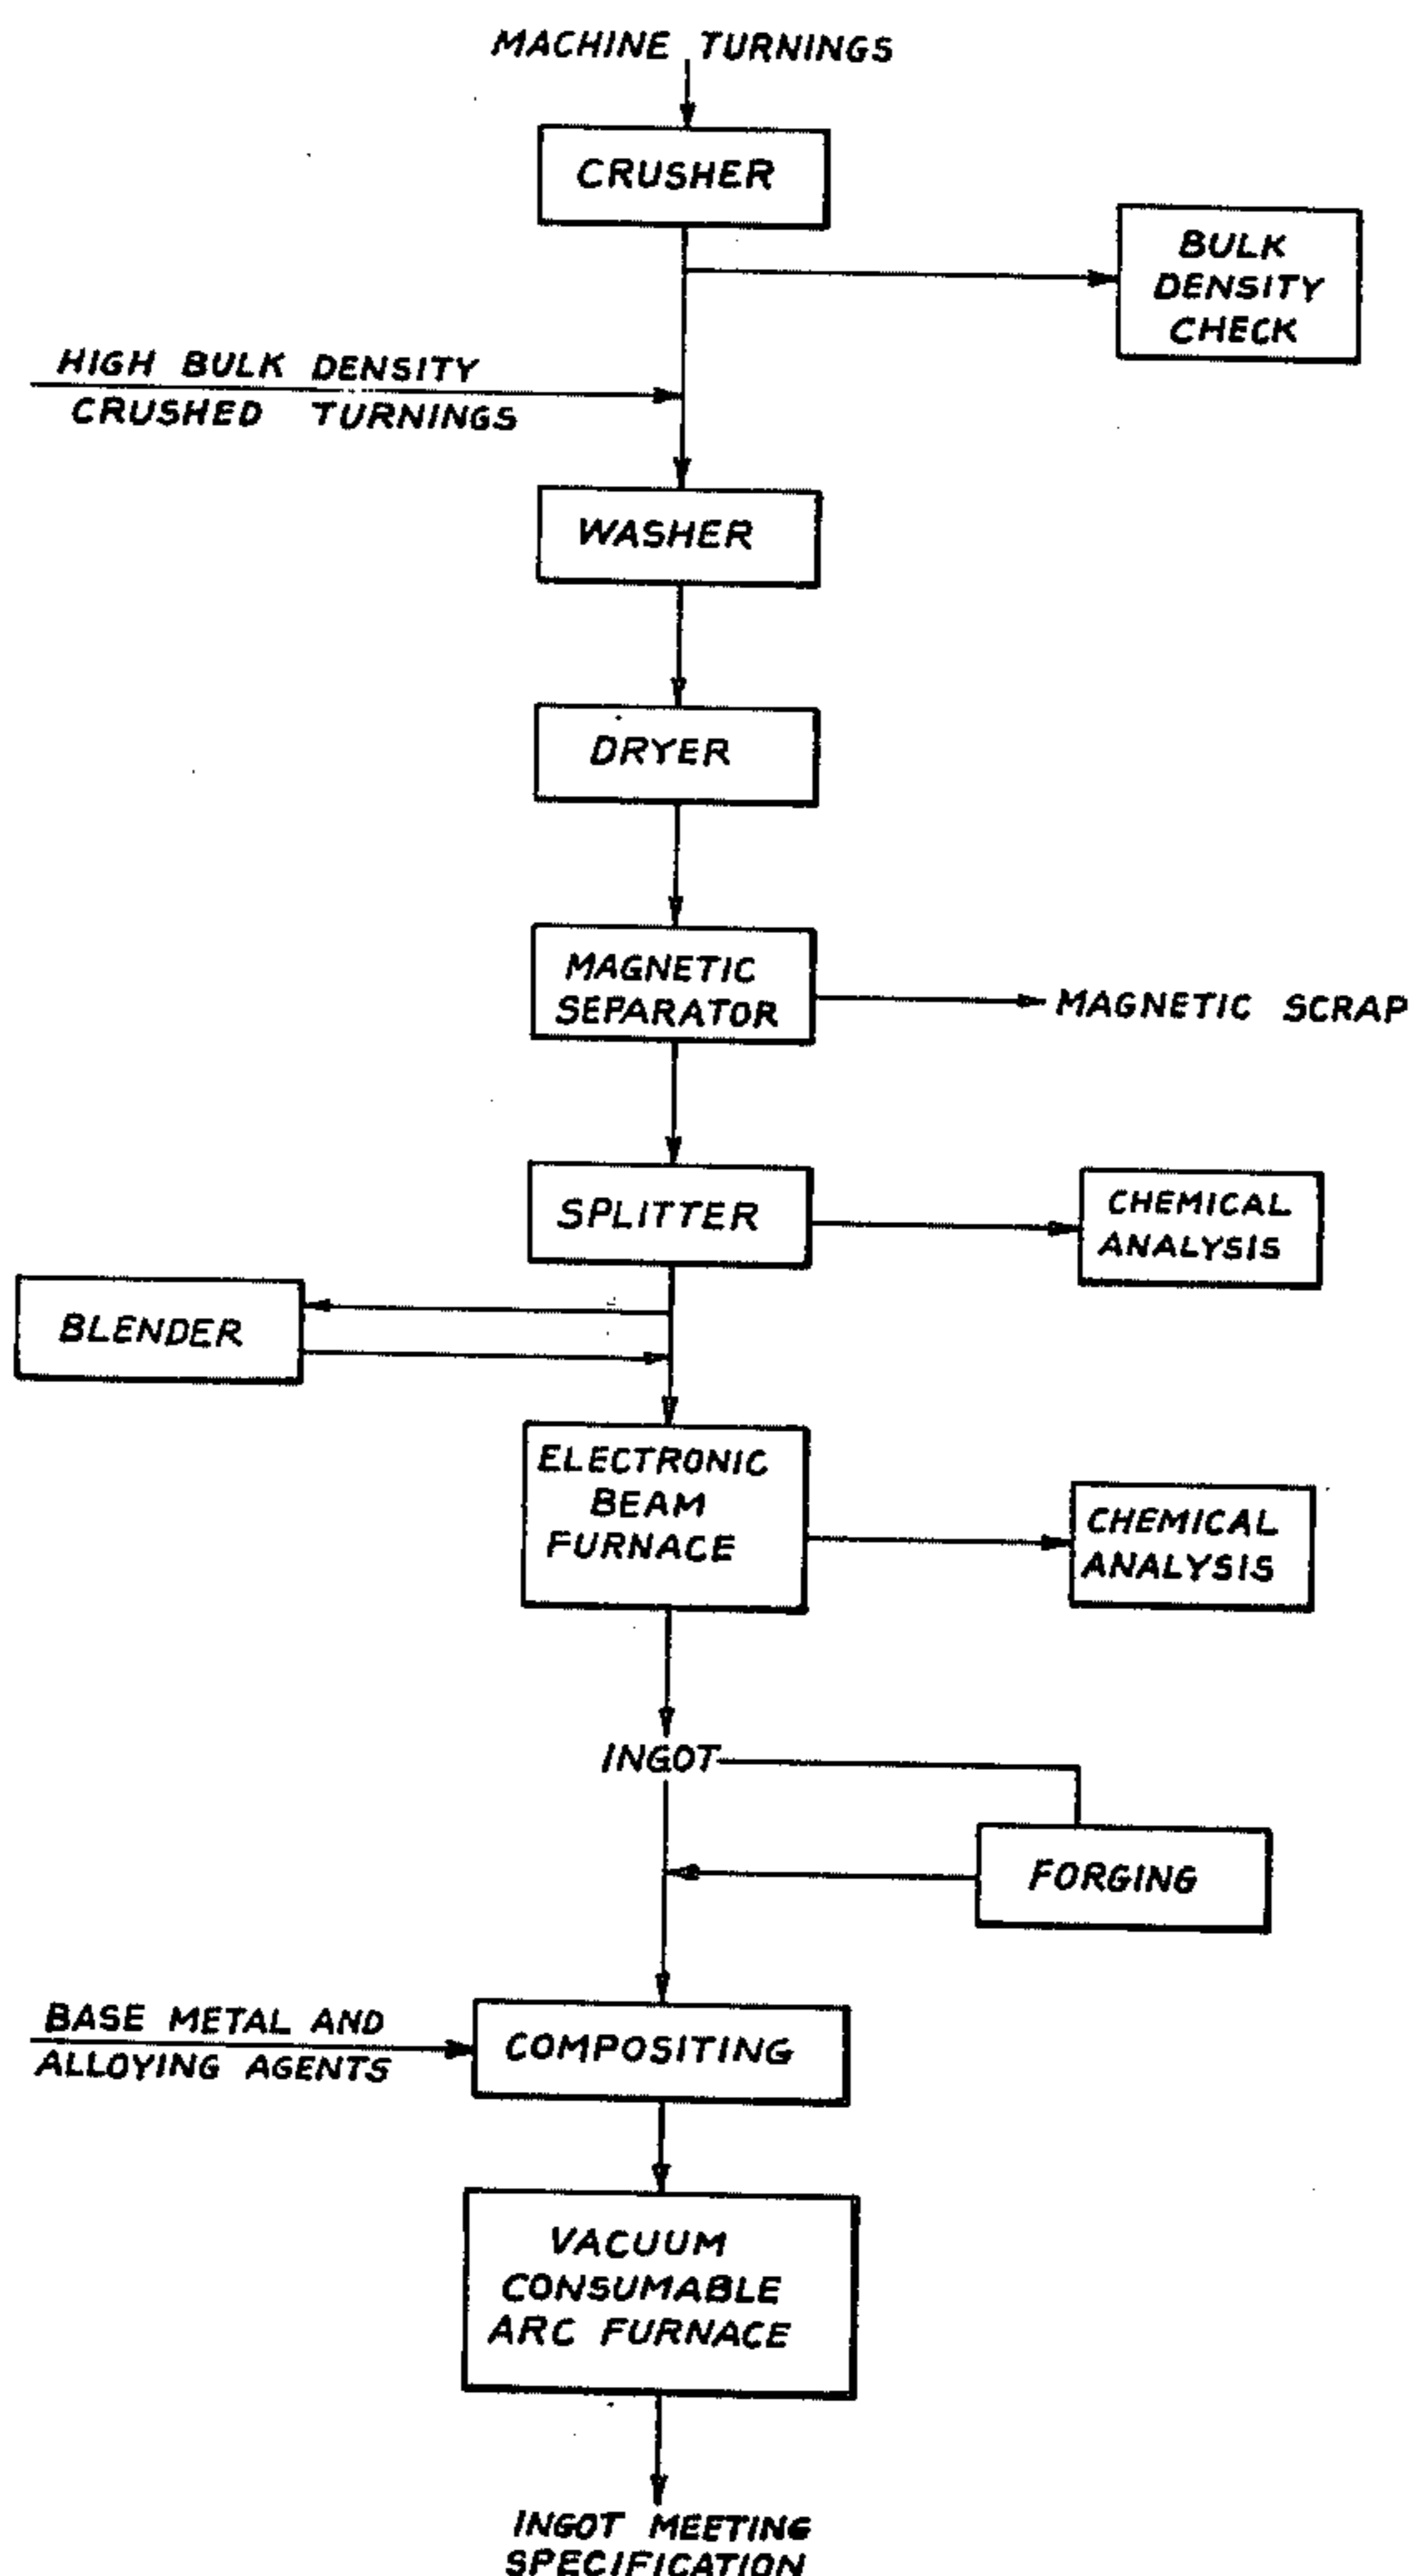 MACHINE TURNINGS
CRUSHER
BULK
DENSITY
CHECK
HIGH BULK DENSITY
CRUSHED TURNINGS
WASHER
DRYER
MAGNETIC
SEPARATOR
MAGNETIC SCRAP
SPLITTER
CHEMICAL
ANALYSIS
BLENDER
ELECTRONIC
BEAM
FURNACE
CHEMICAL
ANALYSIS
INGOT
FORGING
BASE METAL AND
ALLOYING AGENTS
COMPOSITING
VACUUM
CONSUMABLE
ARC FURNACE
INGOT MEETING
SPECIFICATION